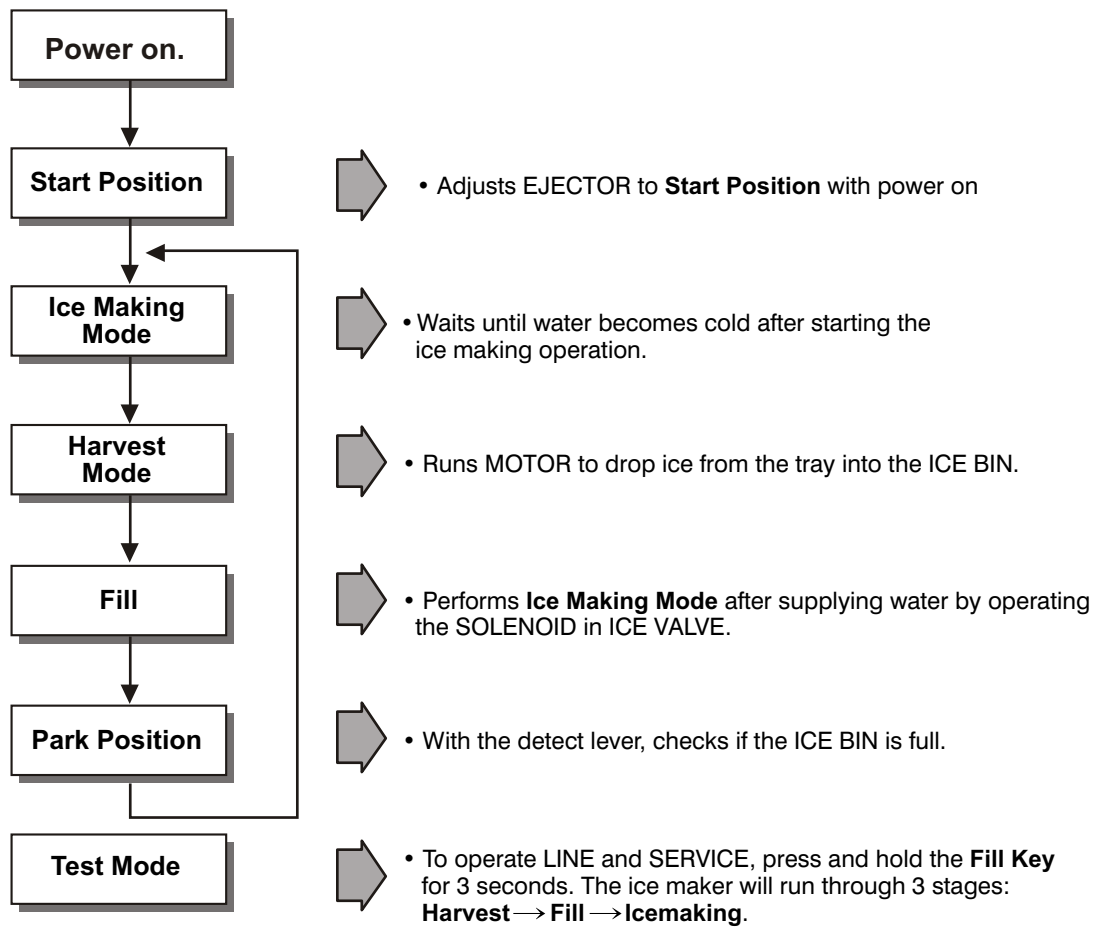 Power on.
Start Position
• Adjusts EJECTOR to Start Position with power on
Ice Making
Mode
• Waits until water becomes cold after starting the
ice making operation.
Harvest
Mode
• Runs MOTOR to drop ice from the tray into the ICE BIN.
Fill
• Performs Ice Making Mode after supplying water by operating
the SOLENOID in ICE VALVE.
Park Position
• With the detect lever, checks if the ICE BIN is full.
Test Mode
• To operate LINE and SERVICE, press and hold the Fill Key
for 3 seconds. The ice maker will run through 3 stages:
Harvest → Fill → Icemaking.